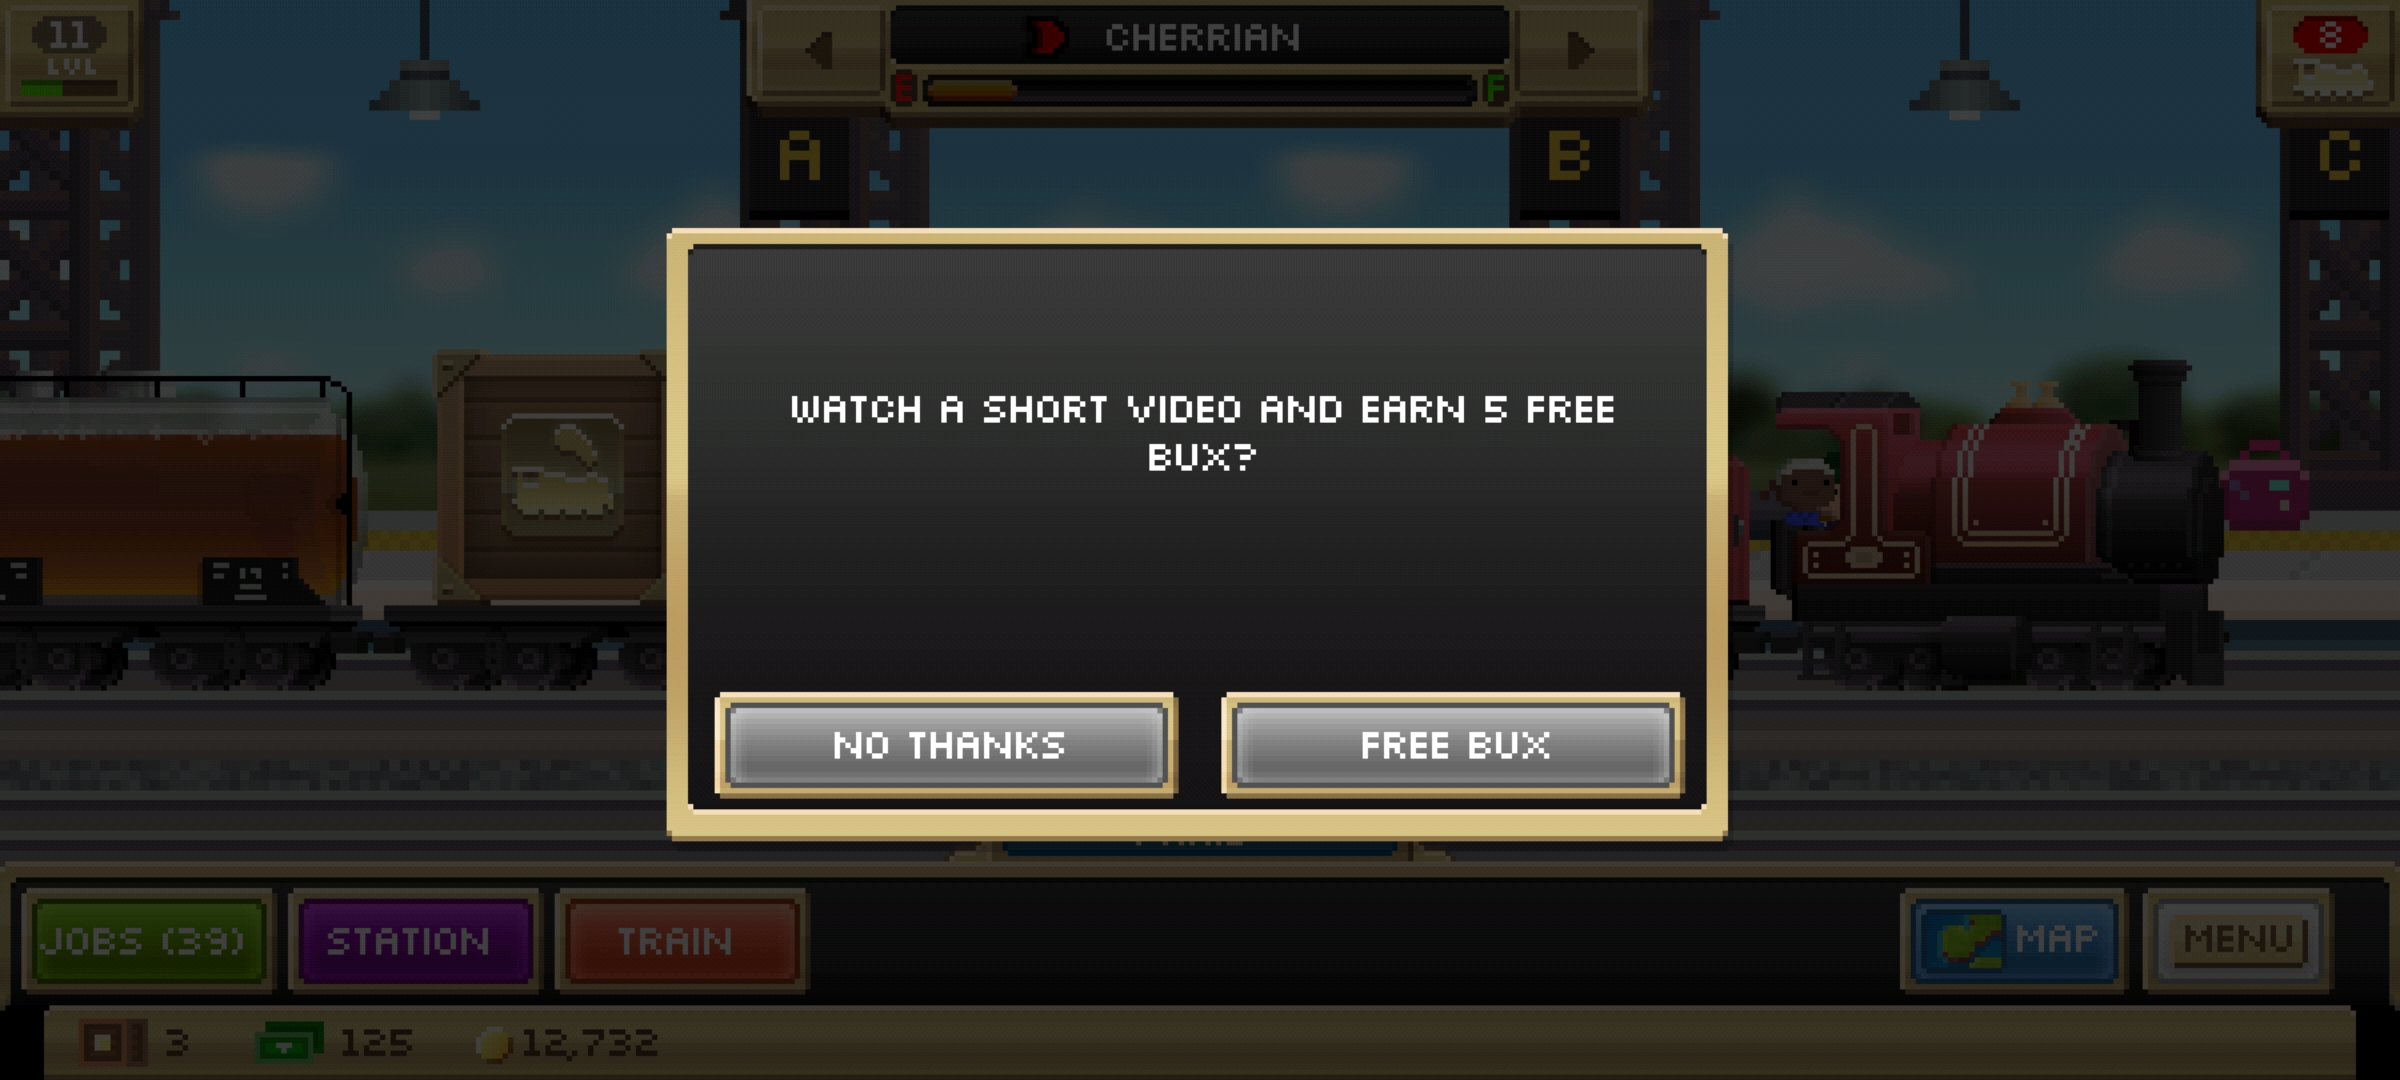 11
LVL
CHERRIAN
E
F
8
A
B
C
19
WATCH A SHORT VIDEO AND EARN 5 FREE
BUX?
NO THANKS
FREE BUX
JOBS (39)
STATION
TRAIN
MAP
MENU
3
125
12,732